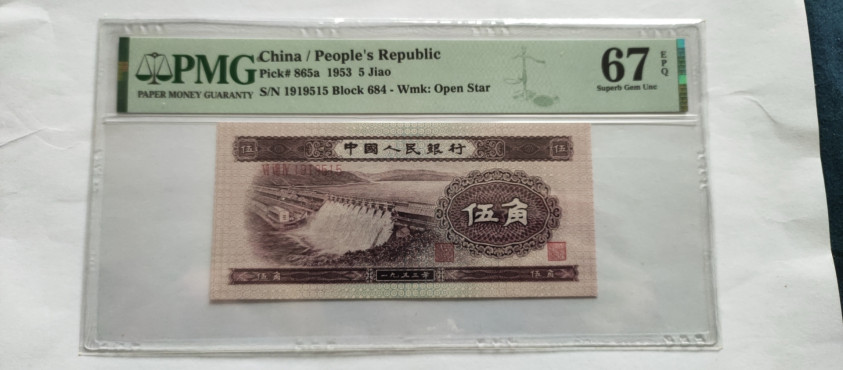 PMG
PAPER MONEY GUARANTY
China / People's Republic
Pick# 865a 1953 5 Jiao
S/N 1919515 Block 684 - Wmk: Open Star
67
EPQ
Superb Gem Unc
伍 中國人民銀行 伍
1919515
伍角
伍角 一九五三年 伍角